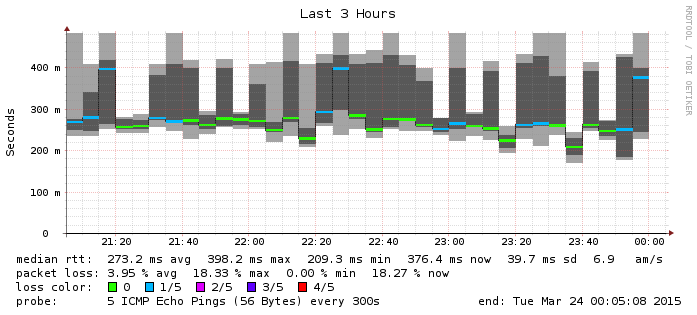 Last 3 Hours
RRDTOOL / TOBI OETIKER
Seconds
400 m
300 m
200 m
100 m
0
21:20 21:40 22:00 22:20 22:40 23:00 23:20 23:40 00:00
median rtt: 273.2 ms avg 398.2 ms max 209.3 ms min 376.4 ms now 39.7 ms sd 6.9 am/s
packet loss: 3.95 % avg 18.33 % max 0.00 % min 18.27 % now
loss color: 0 1/5 2/5 3/5 4/5
probe: 5 ICMP Echo Pings (56 Bytes) every 300s end: Tue Mar 24 00:05:08 2015